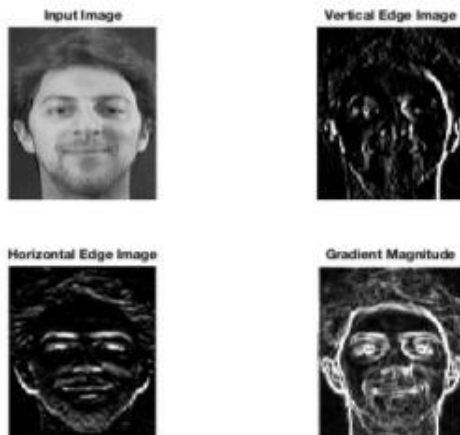 Input Image
Vertical Edge Image
Horizontal Edge Image
Gradient Magnitude